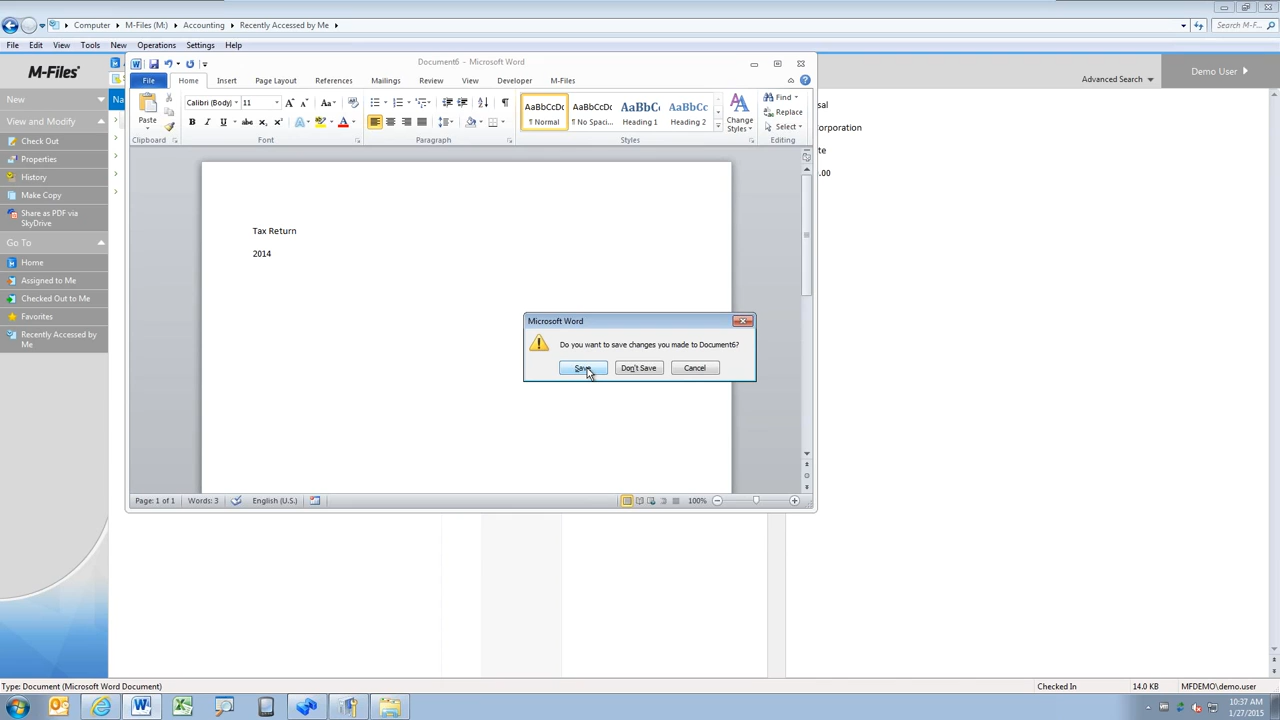 Computer M-Files (M:) Accounting Recently Accessed by Me
Search M-F...
File Edit View Tools New Operations Settings Help
M-Files
Advanced Search
Demo User
New
View and Modify
Check Out
Properties
History
Make Copy
Share as PDF via
SkyDrive
Go To
Home
Assigned to Me
Checked Out to Me
Favorites
Recently Accessed by
Me
Na
sal
orporation
te
.00
Document6 - Microsoft Word
File Home Insert Page Layout References Mailings Review View Developer M-Files
Paste
Calibri (Body) 11
AaBbCcDc AaBbCcDc AaBbC AaBbCc
¶ Normal ¶ No Spaci... Heading 1 Heading 2
Change
Styles
Find
Replace
Select
Clipboard Font Paragraph Styles Editing
Tax Return
2014
Microsoft Word
Do you want to save changes you made to Document6?
Save Don't Save Cancel
Page: 1 of 1 Words: 3 English (U.S.) 100%
Type: Document (Microsoft Word Document) Checked In 14.0 KB MFDEMO\demo.user
10:37 AM
1/27/2015